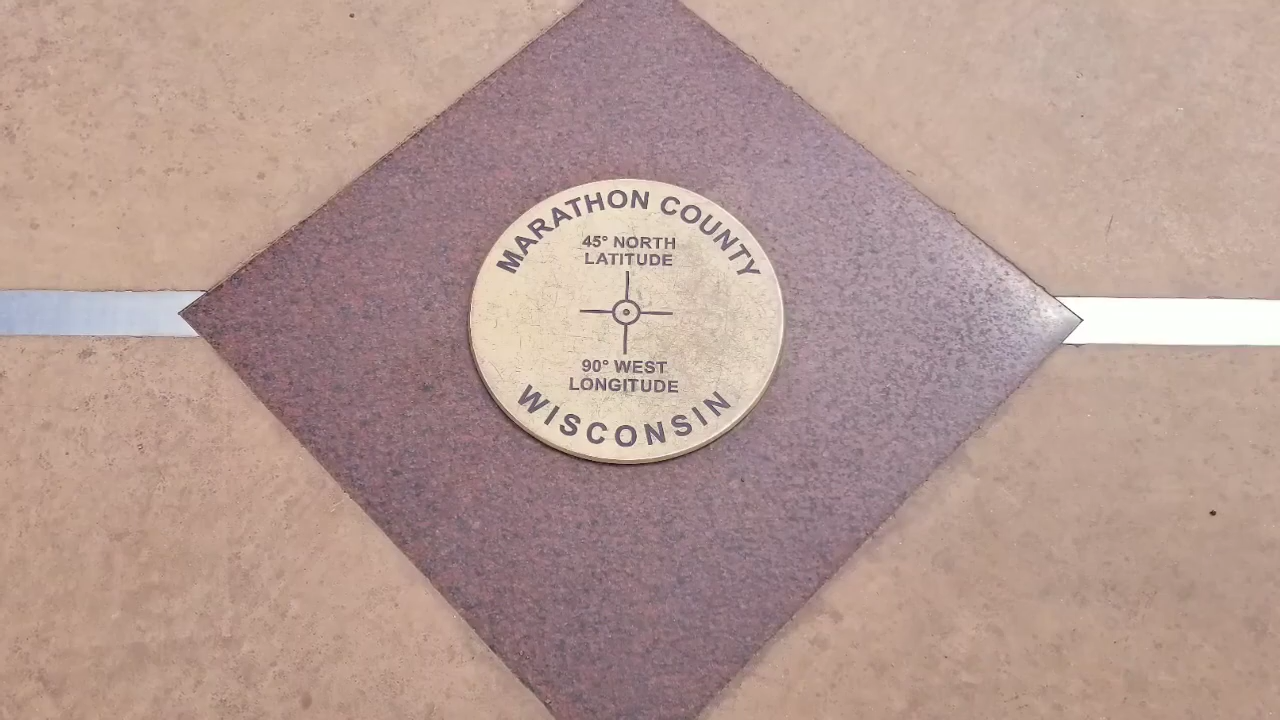 MARATHON COUNTY
45° NORTH
LATITUDE
90° WEST
LONGITUDE
WISCONSIN